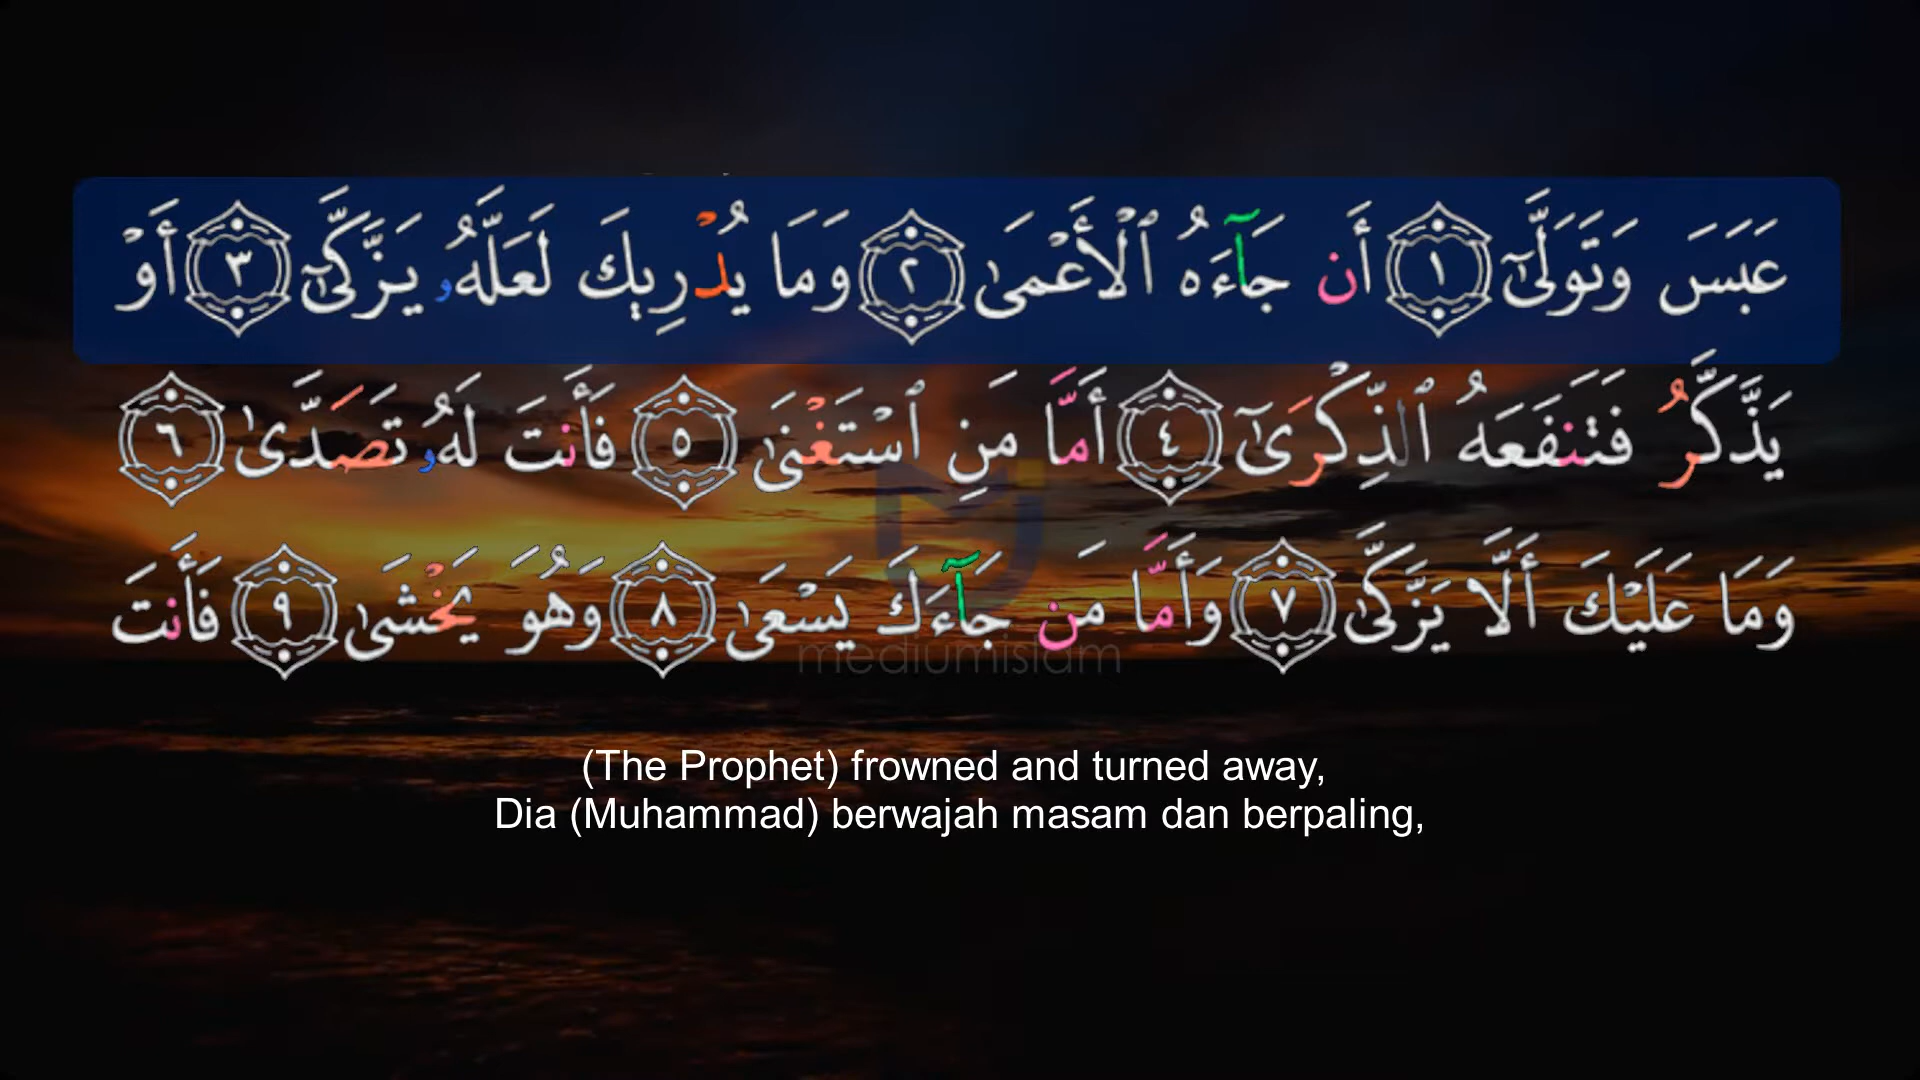 عَبَسَ وَتَوَلَّىٰٓ ١ أَن جَآءَهُ ٱلْأَعْمَىٰ ٢ وَمَا يُدْرِيكَ لَعَلَّهُۥ يَزَّكَّىٰٓ ٣ أَوْ
يَذَّكَّرُ فَتَنفَعَهُ ٱلذِّكْرَىٰٓ ٤ أَمَّا مَنِ ٱسْتَغْنَىٰ ٥ فَأَنتَ لَهُۥ تَصَدَّىٰ ٦
وَمَا عَلَيْكَ أَلَّا يَزَّكَّىٰ ٧ وَأَمَّا مَن جَآءَكَ يَسْعَىٰ ٨ وَهُوَ يَخْشَىٰ ٩ فَأَنتَ
mediumislam
(The Prophet) frowned and turned away,
Dia (Muhammad) berwajah masam dan berpaling,